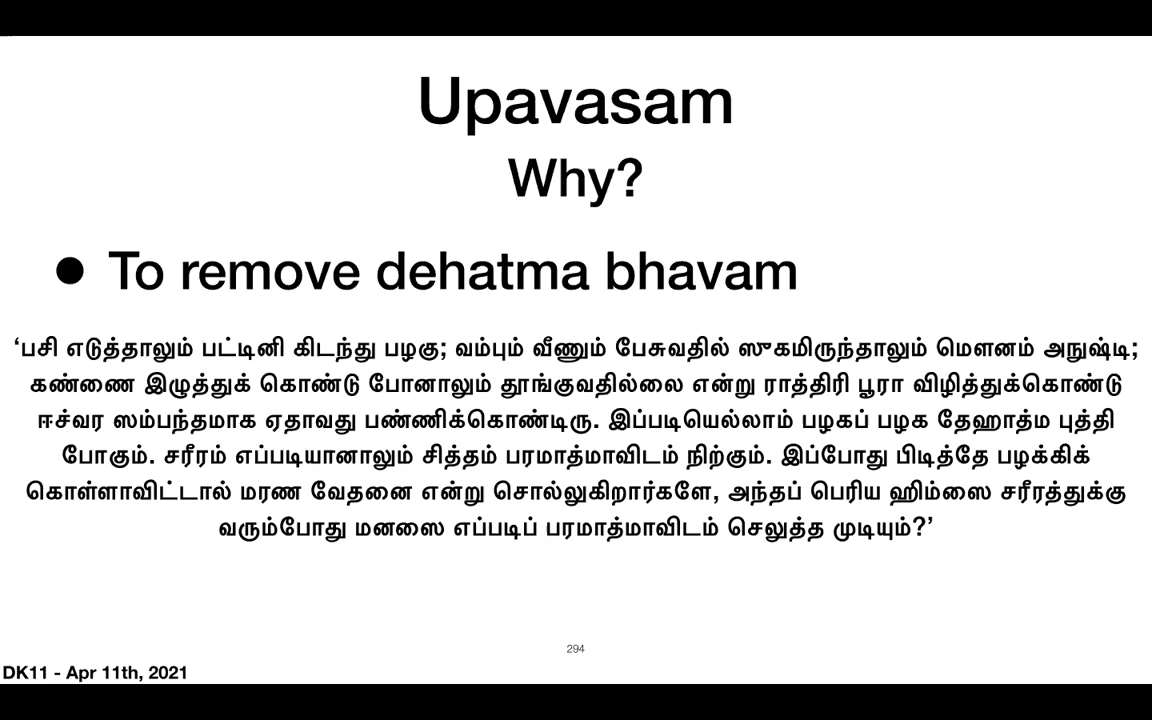 Upavasam
Why?
● To remove dehatma bhavam
‘பசி எடுத்தாலும் பட்டினி கிடந்து பழகு; வம்பும் வீணும் பேசுவதில் ஸுகமிருந்தாலும் மௌனம் அநுஷ்டி;
கண்ணை இழுத்துக் கொண்டு போனாலும் தூங்குவதில்லை என்று ராத்திரி பூரா விழித்துக்கொண்டு
ஈச்வர ஸம்பந்தமாக ஏதாவது பண்ணிக்கொண்டிரு. இப்படியெல்லாம் பழகப் பழக தேஹாத்ம புத்தி
போகும். சரீரம் எப்படியானாலும் சித்தம் பரமாத்மாவிடம் நிற்கும். இப்போது பிடித்தே பழக்கிக்
கொள்ளாவிட்டால் மரண வேதனை என்று சொல்லுகிறார்களே, அந்தப் பெரிய ஹிம்ஸை சரீரத்துக்கு
வரும்போது மனஸை எப்படிப் பரமாத்மாவிடம் செலுத்த முடியும்?’
294
DK11 - Apr 11th, 2021